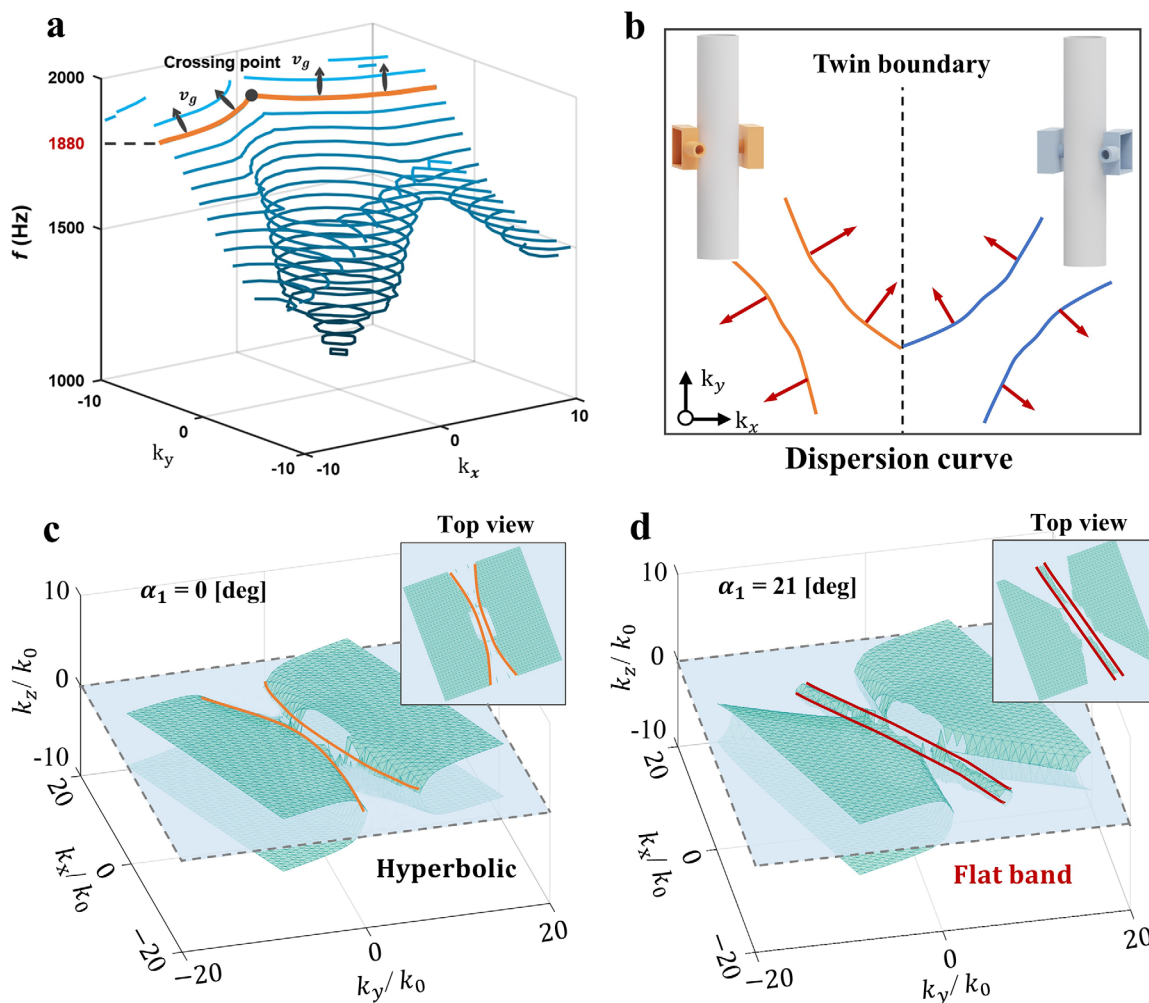 a
Crossing point
v_g
v_g
2000
1880
1500
1000
f (Hz)
-10
0
-10
-10
0
10
k_y
k_x
b
Twin boundary
k_y
k_x
Dispersion curve
c
Top view
α₁ = 0 [deg]
10
0
-10
k_z/k_0
20
0
−20
k_x/k_0
−20
0
20
k_y/k_0
Hyperbolic
d
Top view
α₁ = 21 [deg]
10
0
-10
k_z/k_0
20
0
−20
k_x/k_0
−20
0
20
k_y/k_0
Flat band